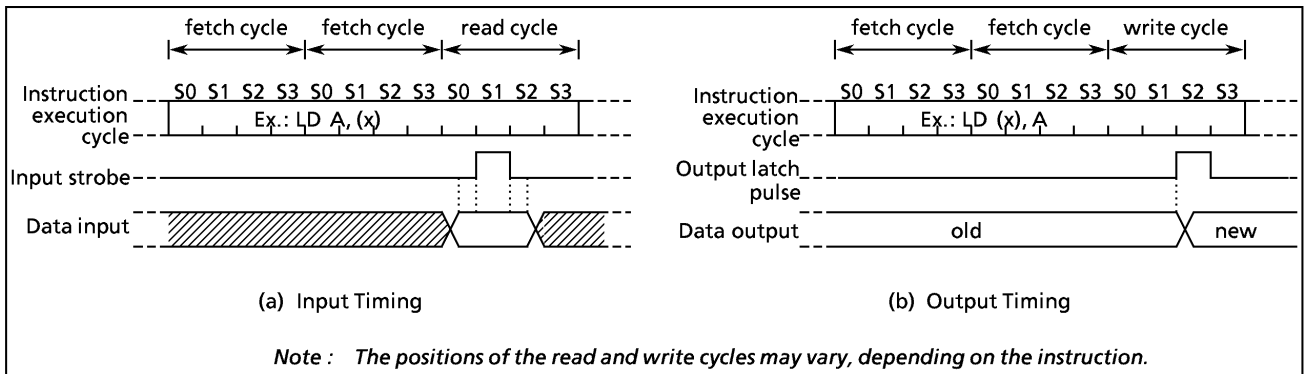 fetch cycle fetch cycle read cycle
S0 S1 S2 S3 S0 S1 S2 S3 S0 S1 S2 S3
Instruction
execution
cycle
Ex.: LD A, (x)
Input strobe
Data input
(a) Input Timing
fetch cycle fetch cycle write cycle
S0 S1 S2 S3 S0 S1 S2 S3 S0 S1 S2 S3
Instruction
execution
cycle
Ex.: LD (x), A
Output latch
pulse
Data output
old new
(b) Output Timing
Note : The positions of the read and write cycles may vary, depending on the instruction.